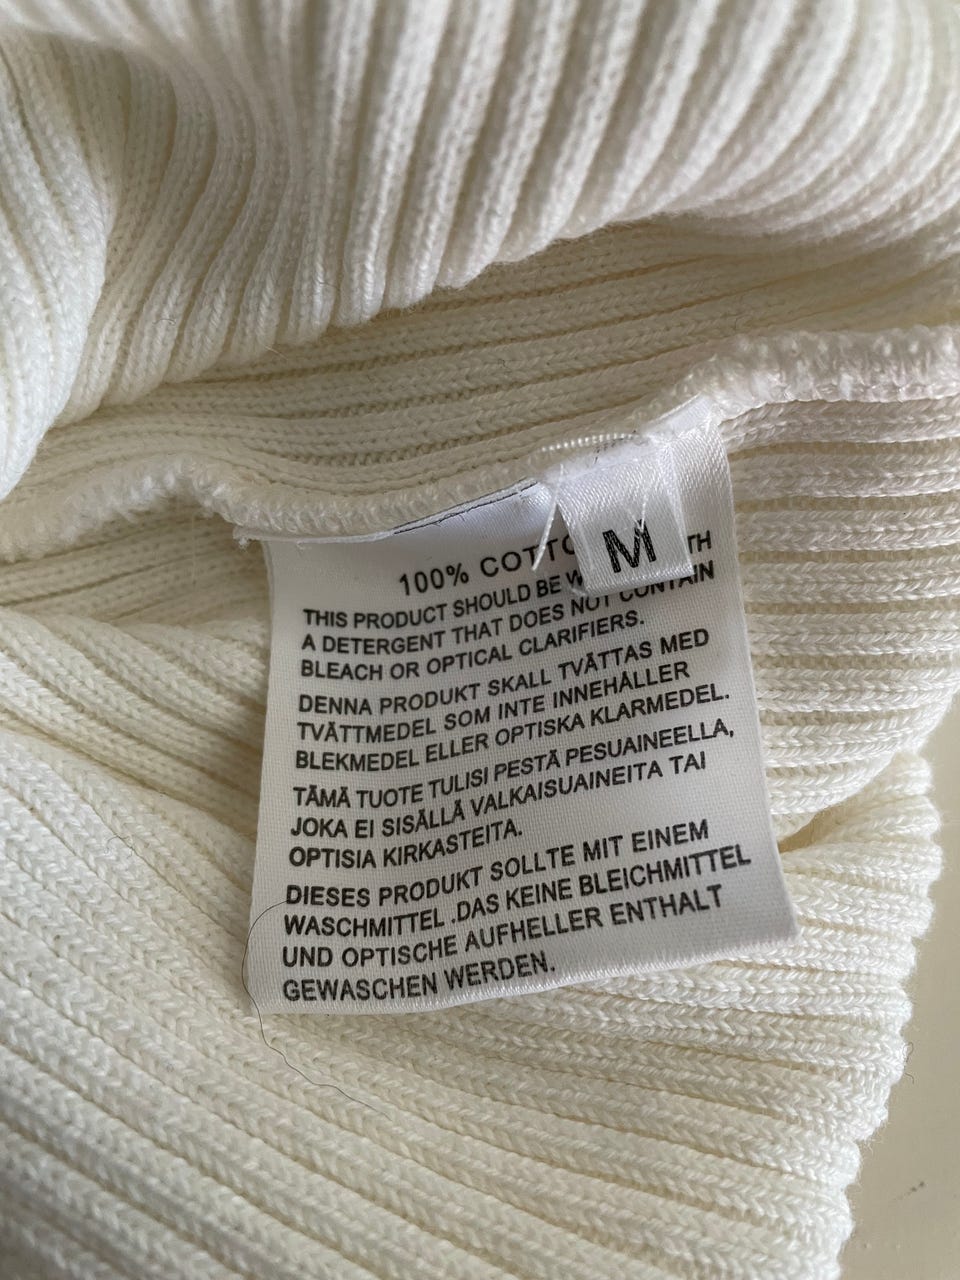 100% COTTO
M
THIS PRODUCT SHOULD BE W TH
A DETERGENT THAT DOES NOT CONTAIN
BLEACH OR OPTICAL CLARIFIERS.
DENNA PRODUKT SKALL TVÄTTAS MED
TVÄTTMEDEL SOM INTE INNEHÅLLER
BLEKMEDEL ELLER OPTISKA KLARMEDEL.
TÄMÄ TUOTE TULISI PESTÄ PESUAINEELLA,
JOKA EI SISÄLLÄ VALKAISUAINEITA TAI
OPTISIA KIRKASTEITA.
DIESES PRODUKT SOLLTE MIT EINEM
WASCHMITTEL .DAS KEINE BLEICHMITTEL
UND OPTISCHE AUFHELLER ENTHALT
GEWASCHEN WERDEN.